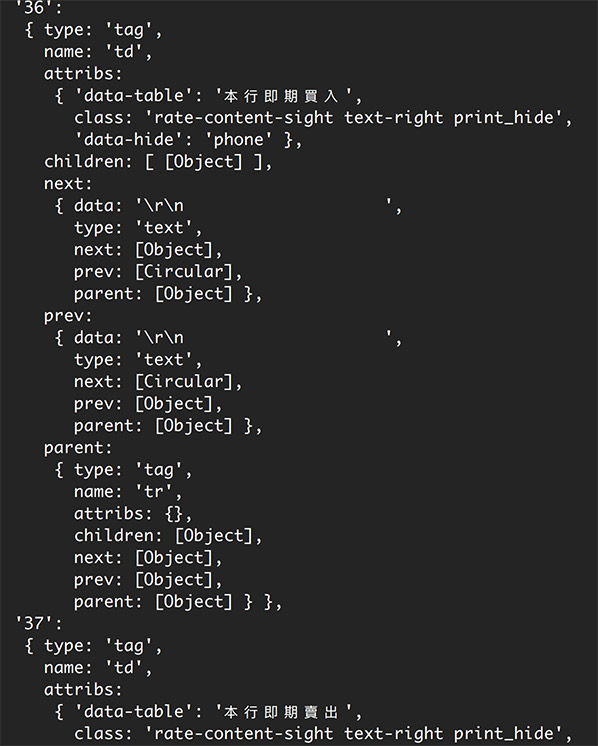 '36':
{ type: 'tag',
name: 'td',
attribs:
{ 'data-table': '本行即期買入',
class: 'rate-content-sight text-right print_hide',
'data-hide': 'phone' },
children: [ [Object] ],
next:
{ data: '\r\n                    ',
type: 'text',
next: [Object],
prev: [Circular],
parent: [Object] },
prev:
{ data: '\r\n                    ',
type: 'text',
next: [Circular],
prev: [Object],
parent: [Object] },
parent:
{ type: 'tag',
name: 'tr',
attribs: {},
children: [Object],
next: [Object],
prev: [Object],
parent: [Object] } },
'37':
{ type: 'tag',
name: 'td',
attribs:
{ 'data-table': '本行即期賣出',
class: 'rate-content-sight text-right print_hide',